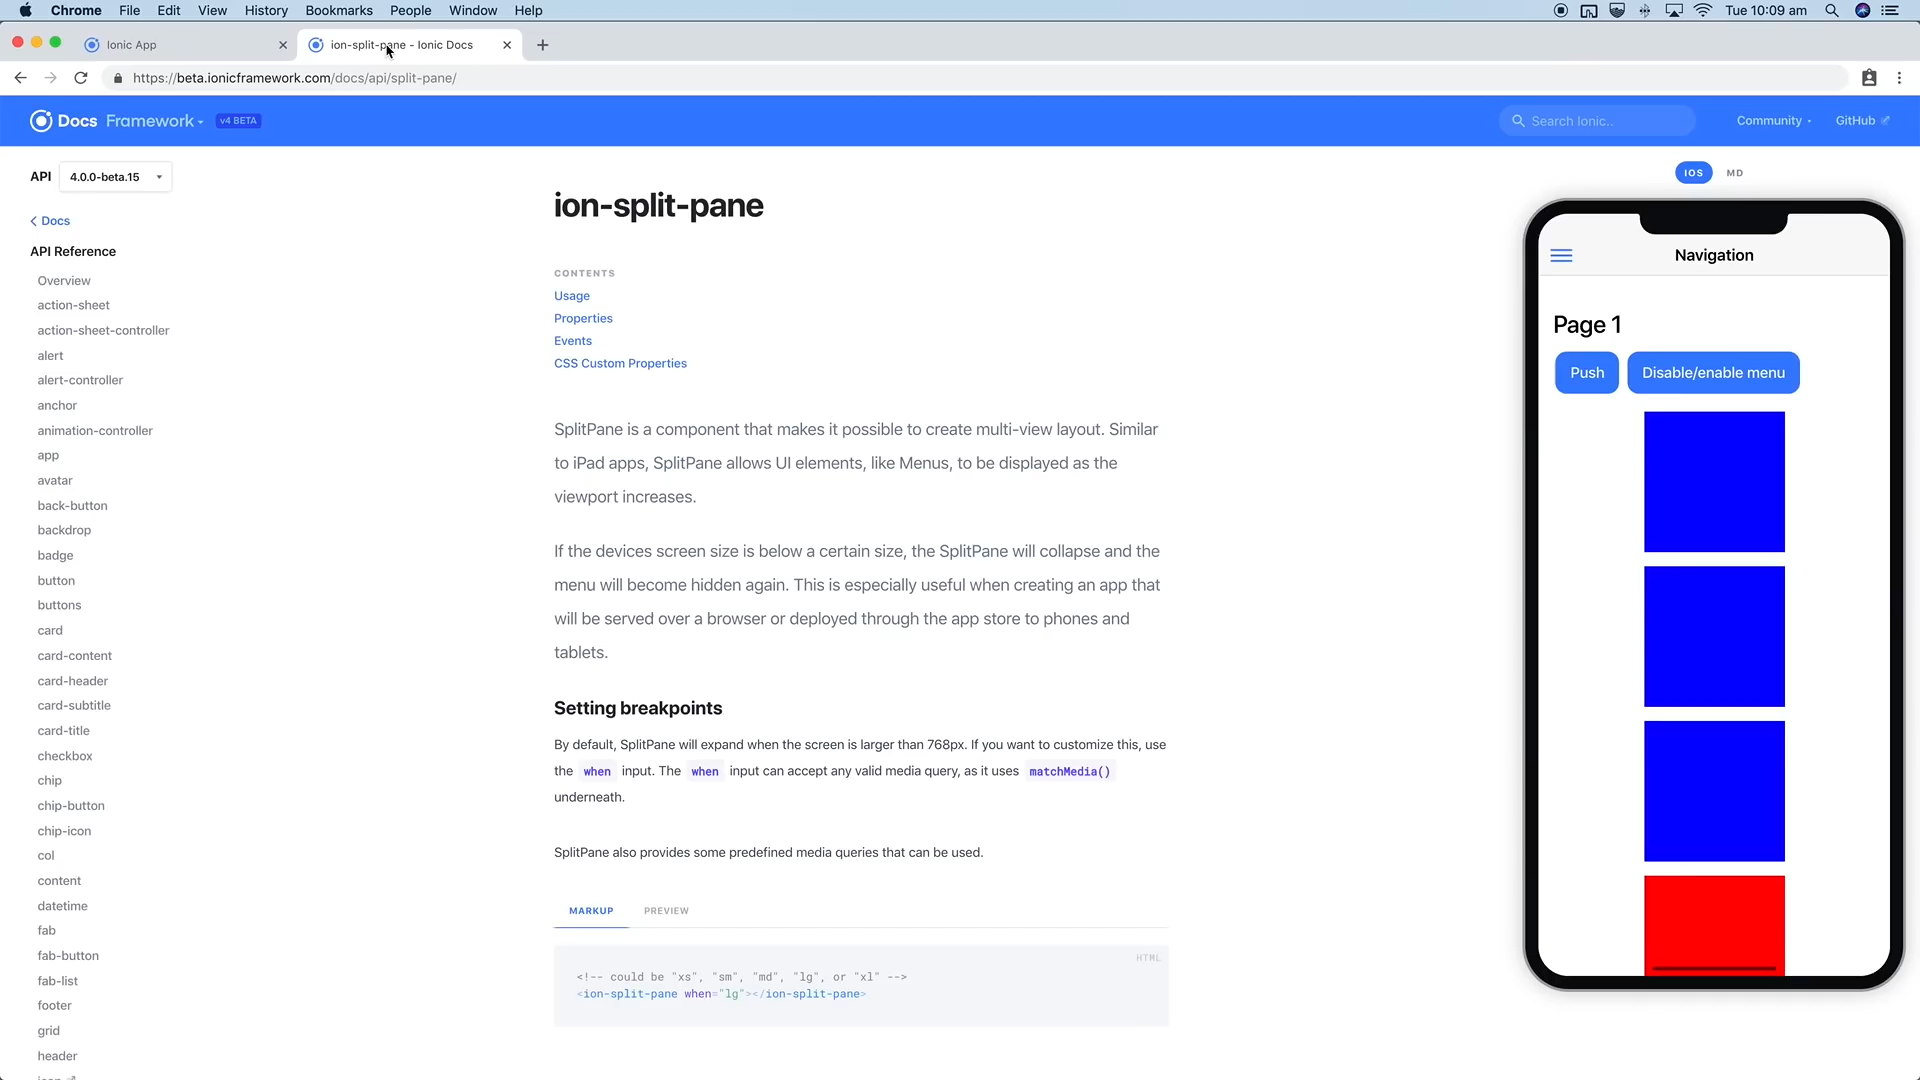 Chrome File Edit View History Bookmarks People Window Help
Tue 10:09 am
Ionic App
ion-split-pane - Ionic Docs
https://beta.ionicframework.com/docs/api/split-pane/
Docs Framework v4 BETA
Search Ionic..
Community
GitHub
API 4.0.0-beta.15
Docs
API Reference
Overview
action-sheet
action-sheet-controller
alert
alert-controller
anchor
animation-controller
app
avatar
back-button
backdrop
badge
button
buttons
card
card-content
card-header
card-subtitle
card-title
checkbox
chip
chip-button
chip-icon
col
content
datetime
fab
fab-button
fab-list
footer
grid
header
ion-split-pane
CONTENTS
Usage
Properties
Events
CSS Custom Properties
SplitPane is a component that makes it possible to create multi-view layout. Similar
to iPad apps, SplitPane allows UI elements, like Menus, to be displayed as the
viewport increases.
If the devices screen size is below a certain size, the SplitPane will collapse and the
menu will become hidden again. This is especially useful when creating an app that
will be served over a browser or deployed through the app store to phones and
tablets.
Setting breakpoints
By default, SplitPane will expand when the screen is larger than 768px. If you want to customize this, use
the when input. The when input can accept any valid media query, as it uses matchMedia()
underneath.
SplitPane also provides some predefined media queries that can be used.
MARKUP PREVIEW
HTML
<!-- could be "xs", "sm", "md", "lg", or "xl" -->
<ion-split-pane when="lg"></ion-split-pane>
IOS MD
Navigation
Page 1
Push
Disable/enable menu